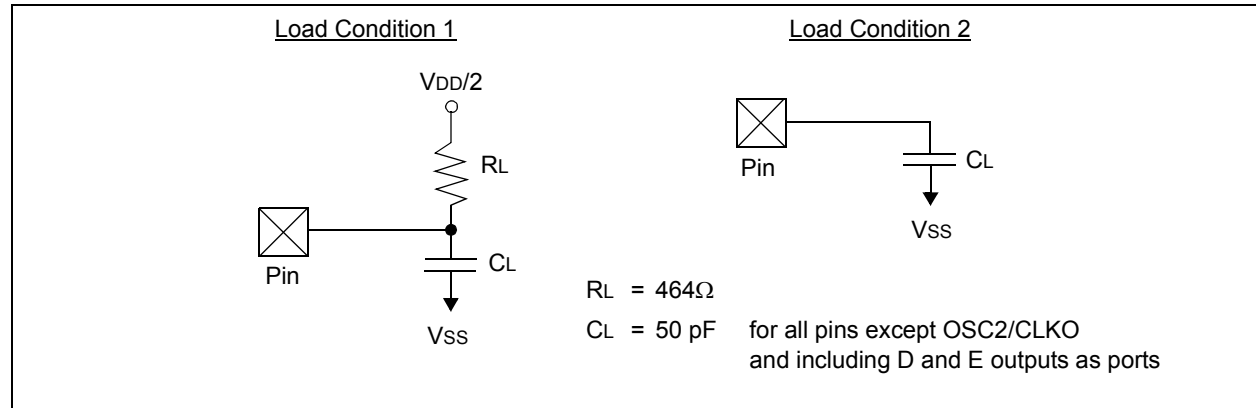 Load Condition 1
VDD/2
RL
Pin
CL
VSS
Load Condition 2
Pin
CL
VSS
RL = 464Ω
CL = 50 pF for all pins except OSC2/CLKO
and including D and E outputs as ports